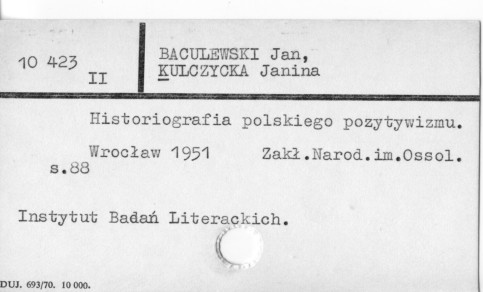 10 423
II
BACULEWSKI Jan,
KULCZYCKA Janina
Historiografia polskiego pozytywizmu.
Wrocław 1951 Zakł.Narod.im.Ossol.
s.88
Instytut Badań Literackich.
DUJ. 693/70. 10 000.